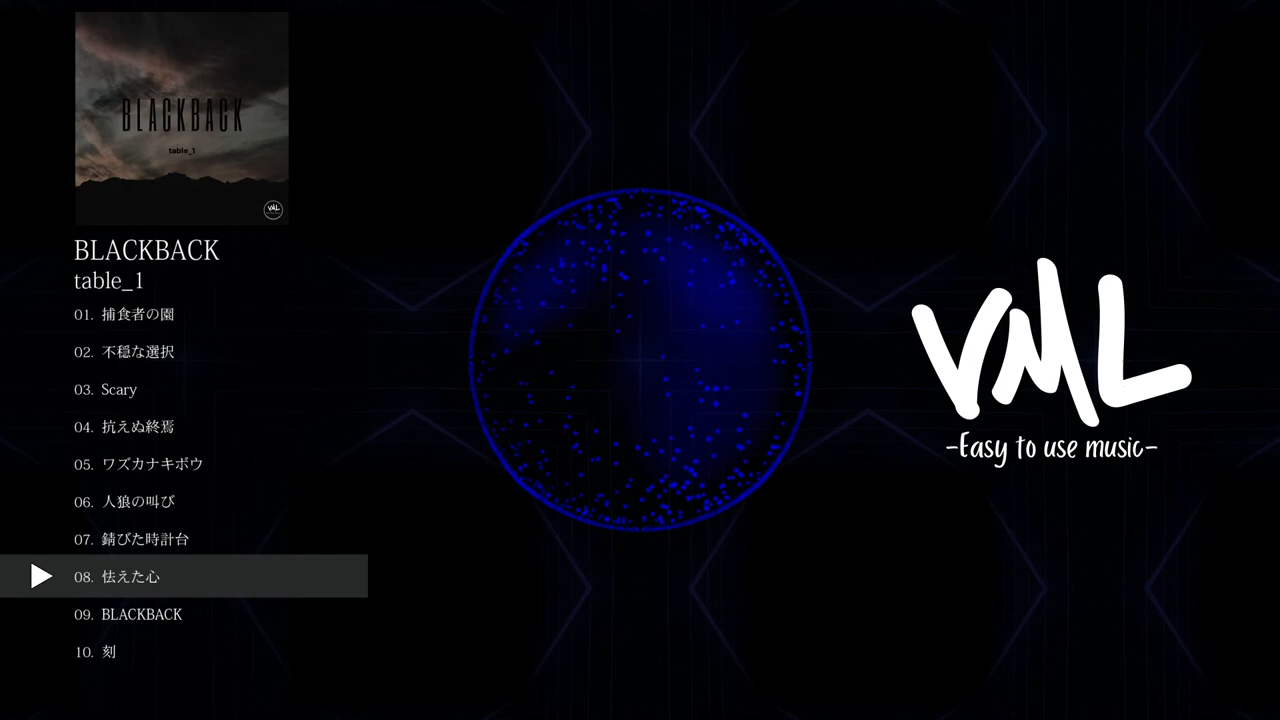 BLACKBACK
table_1
VML
BLACKBACK
table_1
01. 捕食者の園
02. 不穏な選択
03. Scary
04. 抗えぬ終焉
05. ワズカナキボウ
06. 人狼の叫び
07. 錆びた時計台
08. 怯えた心
09. BLACKBACK
10. 刻
VML
-Easy to use music-